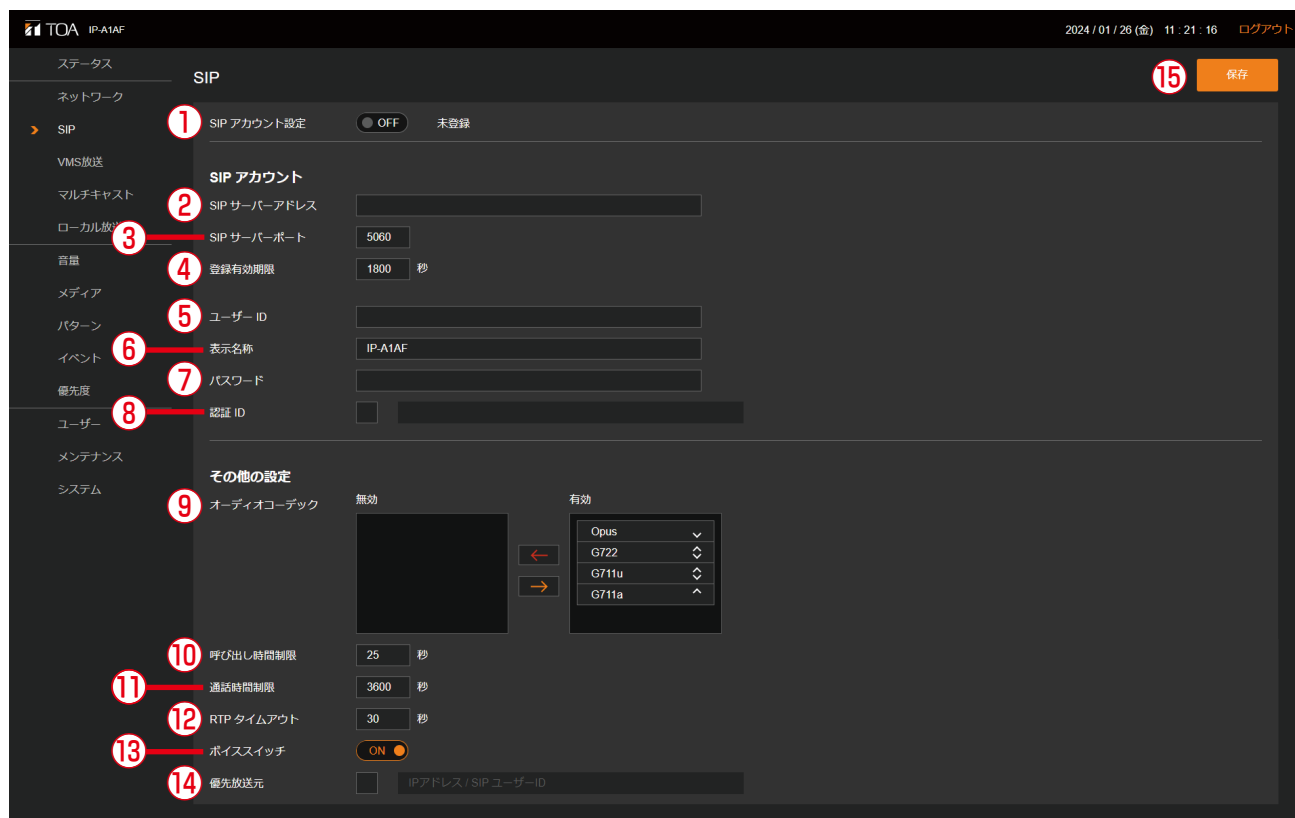 TOA IP-A1AF 2024 / 01 / 26 (金) 11 : 21 : 16 ログアウト
ステータス
ネットワーク
SIP
VMS放送
マルチキャスト
音量
メディア
パターン
イベント
優先度
ユーザー
メンテナンス
システム
SIP ⑮ 保存
① SIP アカウント設定 OFF 未登録
SIP アカウント
② SIP サーバーアドレス
③ SIP サーバーポート 5060
④ 登録有効期限 1800 秒
⑤ ユーザー ID
⑥ 表示名称 IP-A1AF
⑦ パスワード
⑧ 認証 ID
その他の設定
⑨ オーディオコーデック 無効 有効
Opus
G722
G711u
G711a
⑩ 呼び出し時間制限 25 秒
⑪ 通話時間制限 3600 秒
⑫ RTP タイムアウト 30 秒
⑬ ボイススイッチ ON
⑭ 優先放送元 IPアドレス / SIP ユーザーID